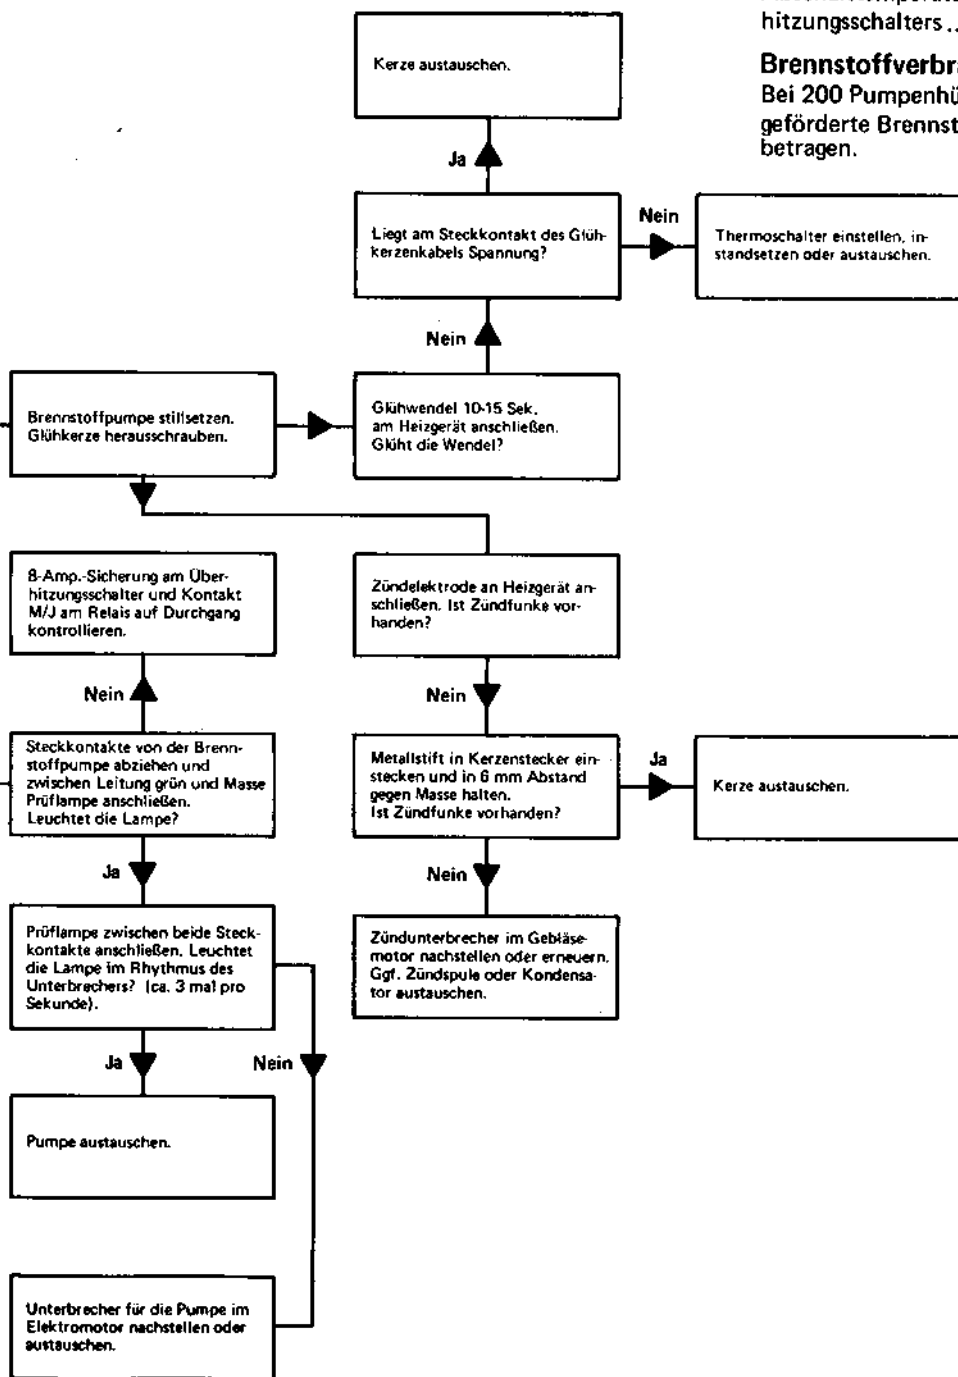 hitzungsschalters ..
Brennstoffverbra
Bei 200 Pumpenhü
geförderte Brennst
betragen.
Kerze austauschen.
Ja
Liegt am Steckkontakt des Glüh-
kerzenkabels Spannung?
Nein
Thermoschalter einstellen, in-
standsetzen oder austauschen.
Nein
Brennstoffpumpe stillsetzen.
Glühkerze herausschrauben.
Glühwendel 10-15 Sek.
am Heizgerät anschließen.
Glüht die Wendel?
8-Amp.-Sicherung am Über-
hitzungsschalter und Kontakt
M/J am Relais auf Durchgang
kontrollieren.
Zündelektrode an Heizgerät an-
schließen. Ist Zündfunke vor-
handen?
Nein
Nein
Steckkontakte von der Brenn-
stoffpumpe abziehen und
zwischen Leitung grün und Masse
Prüflampe anschließen.
Leuchtet die Lampe?
Metallstift in Kerzenstecker ein-
stecken und in 6 mm Abstand
gegen Masse halten.
Ist Zündfunke vorhanden?
Ja
Kerze austauschen.
Ja
Nein
Prüflampe zwischen beide Steck-
kontakte anschließen. Leuchtet
die Lampe im Rhythmus des
Unterbrechers? (ca. 3 mal pro
Sekunde).
Zündunterbrecher im Gebläse-
motor nachstellen oder erneuern.
Ggf. Zündspule oder Kondensa-
tor austauschen.
Ja
Nein
Pumpe austauschen.
Unterbrecher für die Pumpe im
Elektromotor nachstellen oder
austauschen.